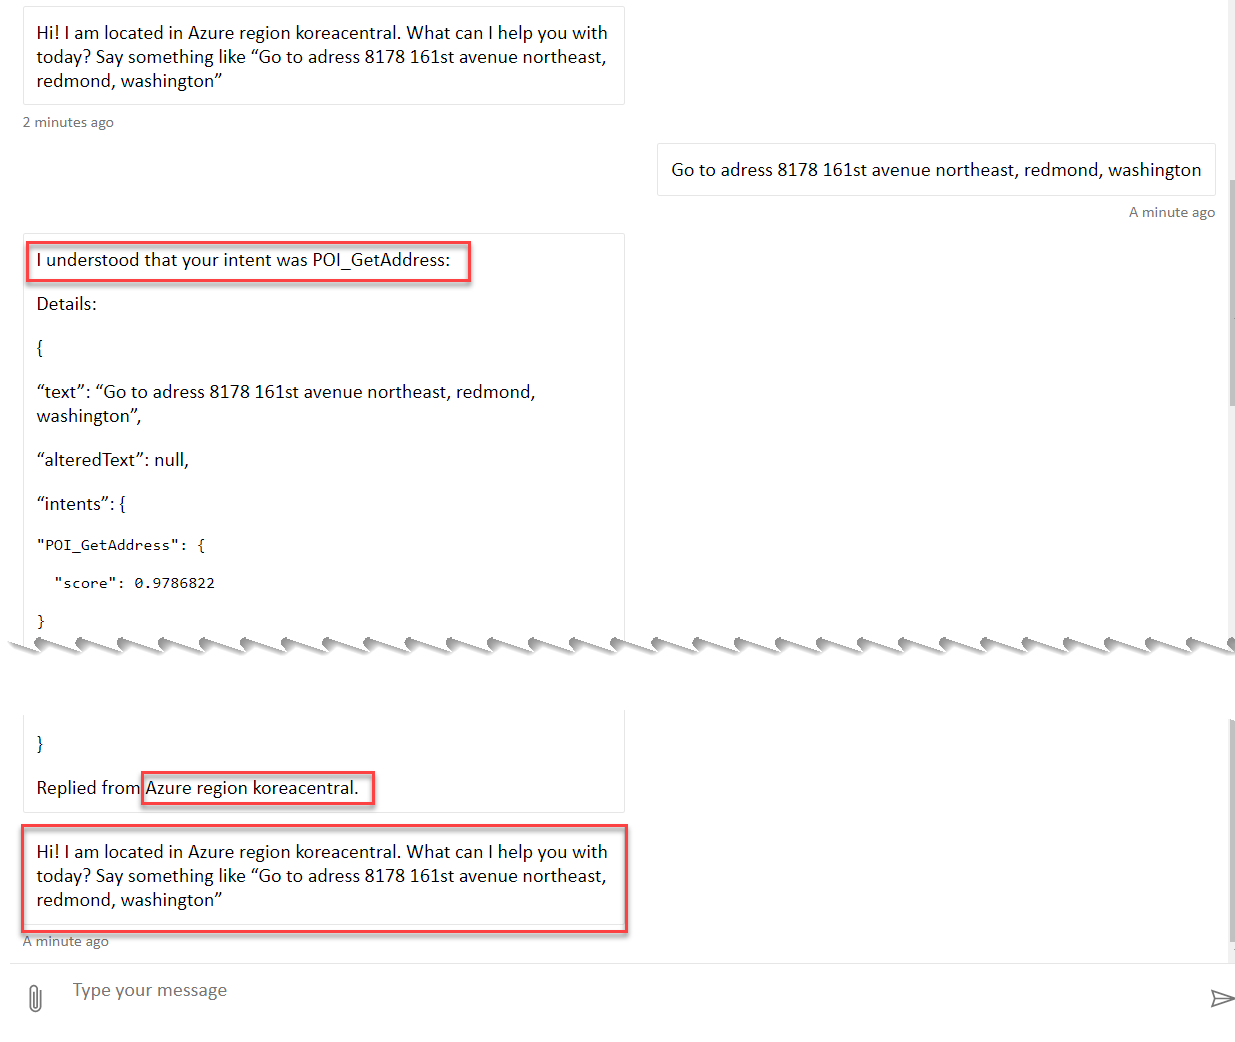 Hi! I am located in Azure region koreacentral. What can I help you with
today? Say something like “Go to adress 8178 161st avenue northeast,
redmond, washington”
2 minutes ago
Go to adress 8178 161st avenue northeast, redmond, washington
A minute ago
I understood that your intent was POI_GetAddress:
Details:
{
“text”: “Go to adress 8178 161st avenue northeast, redmond,
washington”,
“alteredText”: null,
“intents”: {
"POI_GetAddress": {
"score": 0.9786822
}
}
Replied from Azure region koreacentral.
Hi! I am located in Azure region koreacentral. What can I help you with
today? Say something like “Go to adress 8178 161st avenue northeast,
redmond, washington”
A minute ago
Type your message